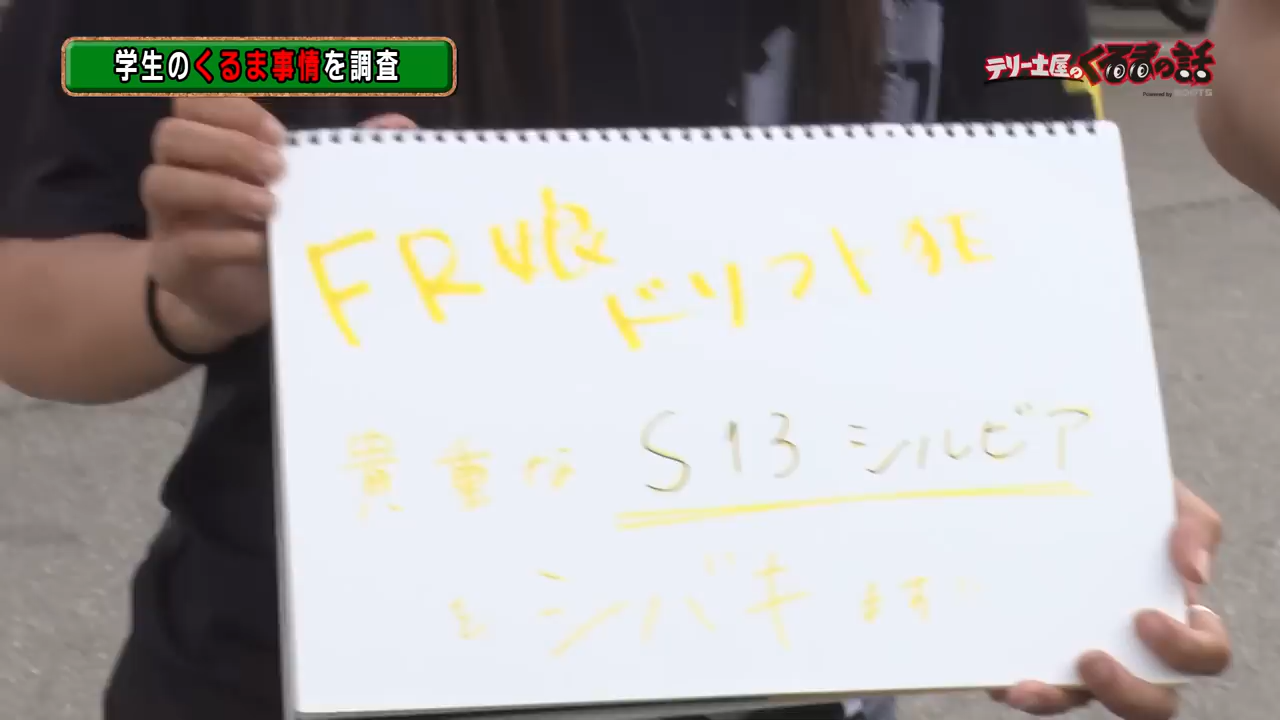 学生のくるま事情を調査
テリー土屋のくるまの話
Powered by
FR娘
ドリフト狂
貴重な S13 シルビア
をシバキます